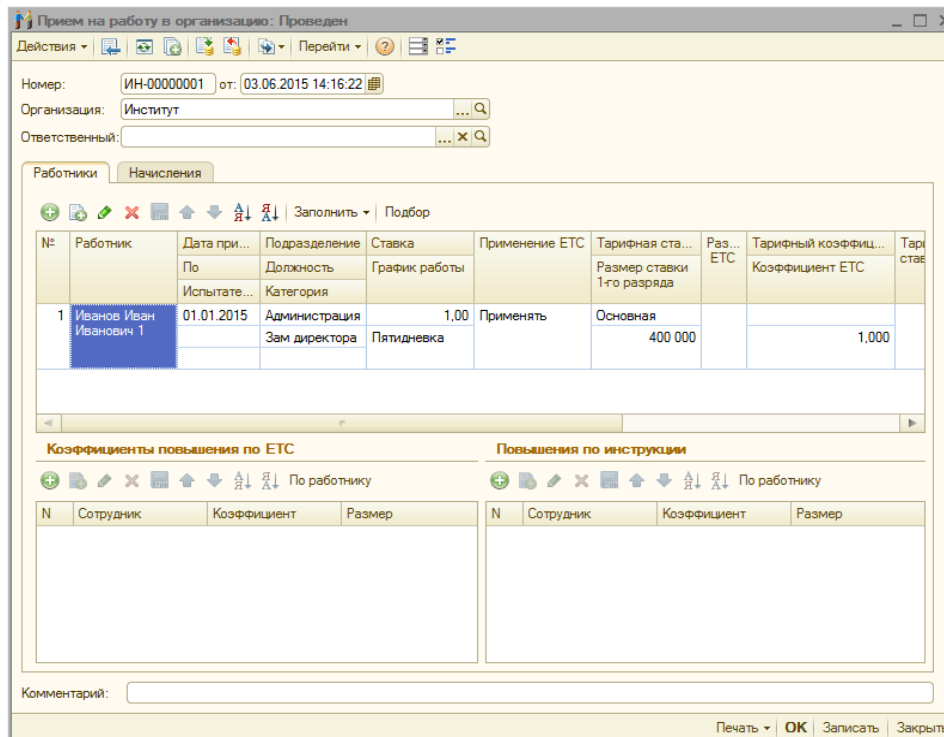 Прием на работу в организацию: Проведен
Действия Перейти
Номер: ИН-00000001 от: 03.06.2015 14:16:22
Организация: Институт ...
Ответственный: ...
Работники Начисления
Заполнить Подбор
№ Работник Дата при... Подразделение Ставка Применение ЕТС Тарифная ста... Раз... ЕТС Тарифный коэффиц... Тари став
По Должность График работы Размер ставки 1-го разряда Коэффициент ЕТС
Испытате... Категория
1 Иванов Иван Иванович 1 01.01.2015 Администрация 1,00 Применять Основная
Зам директора Пятидневка 400 000 1,000
Коэффициенты повышения по ЕТС Повышения по инструкции
По работнику По работнику
N Сотрудник Коэффициент Размер N Сотрудник Коэффициент Размер
Комментарий:
Печать OK Записать Закрыть